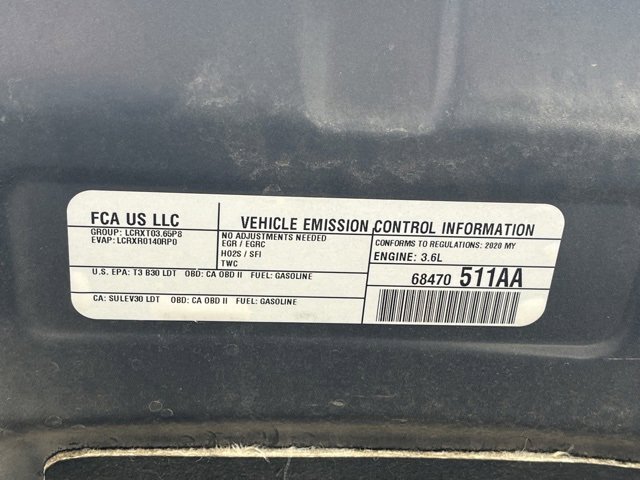 FCA US LLC
GROUP: LCRXT03.65P8
EVAP: LCRXR0140RP0
VEHICLE EMISSION CONTROL INFORMATION
NO ADJUSTMENTS NEEDED
EGR / EGRC
HO2S / SFI
TWC
CONFORMS TO REGULATIONS: 2020 MY
ENGINE: 3.6L
U.S. EPA: T3 B30 LDT OBD: CA OBD II FUEL: GASOLINE
68470 511AA
CA: SULEV30 LDT OBD: CA OBD II FUEL: GASOLINE